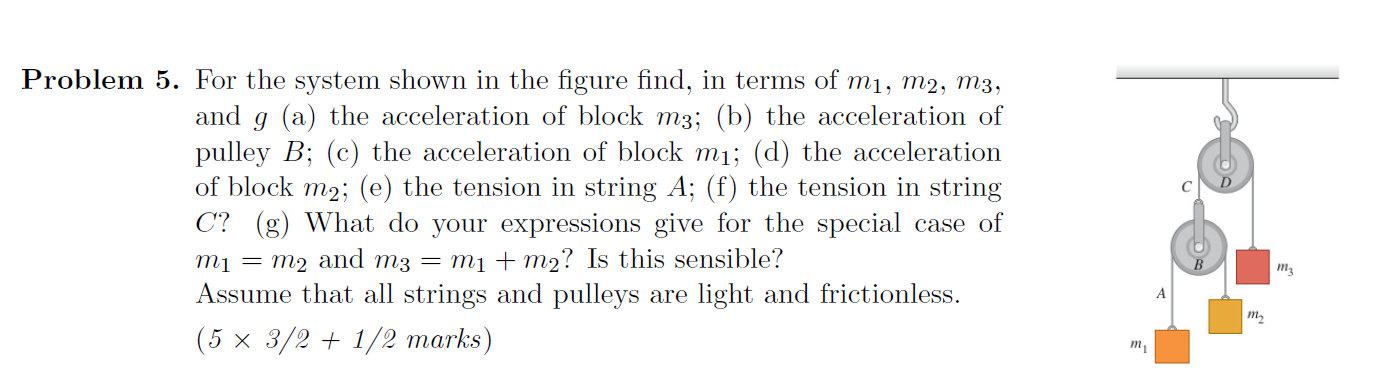 Problem 5. For the system shown in the figure find, in terms of m₁, m₂, m₃,
and g (a) the acceleration of block m₃; (b) the acceleration of
pulley B; (c) the acceleration of block m₁; (d) the acceleration
of block m₂; (e) the tension in string A; (f) the tension in string
C? (g) What do your expressions give for the special case of
m₁ = m₂ and m₃ = m₁ + m₂? Is this sensible?
Assume that all strings and pulleys are light and frictionless.
(5 × 3/2 + 1/2 marks)
C
D
B
m₃
A
m₂
m₁